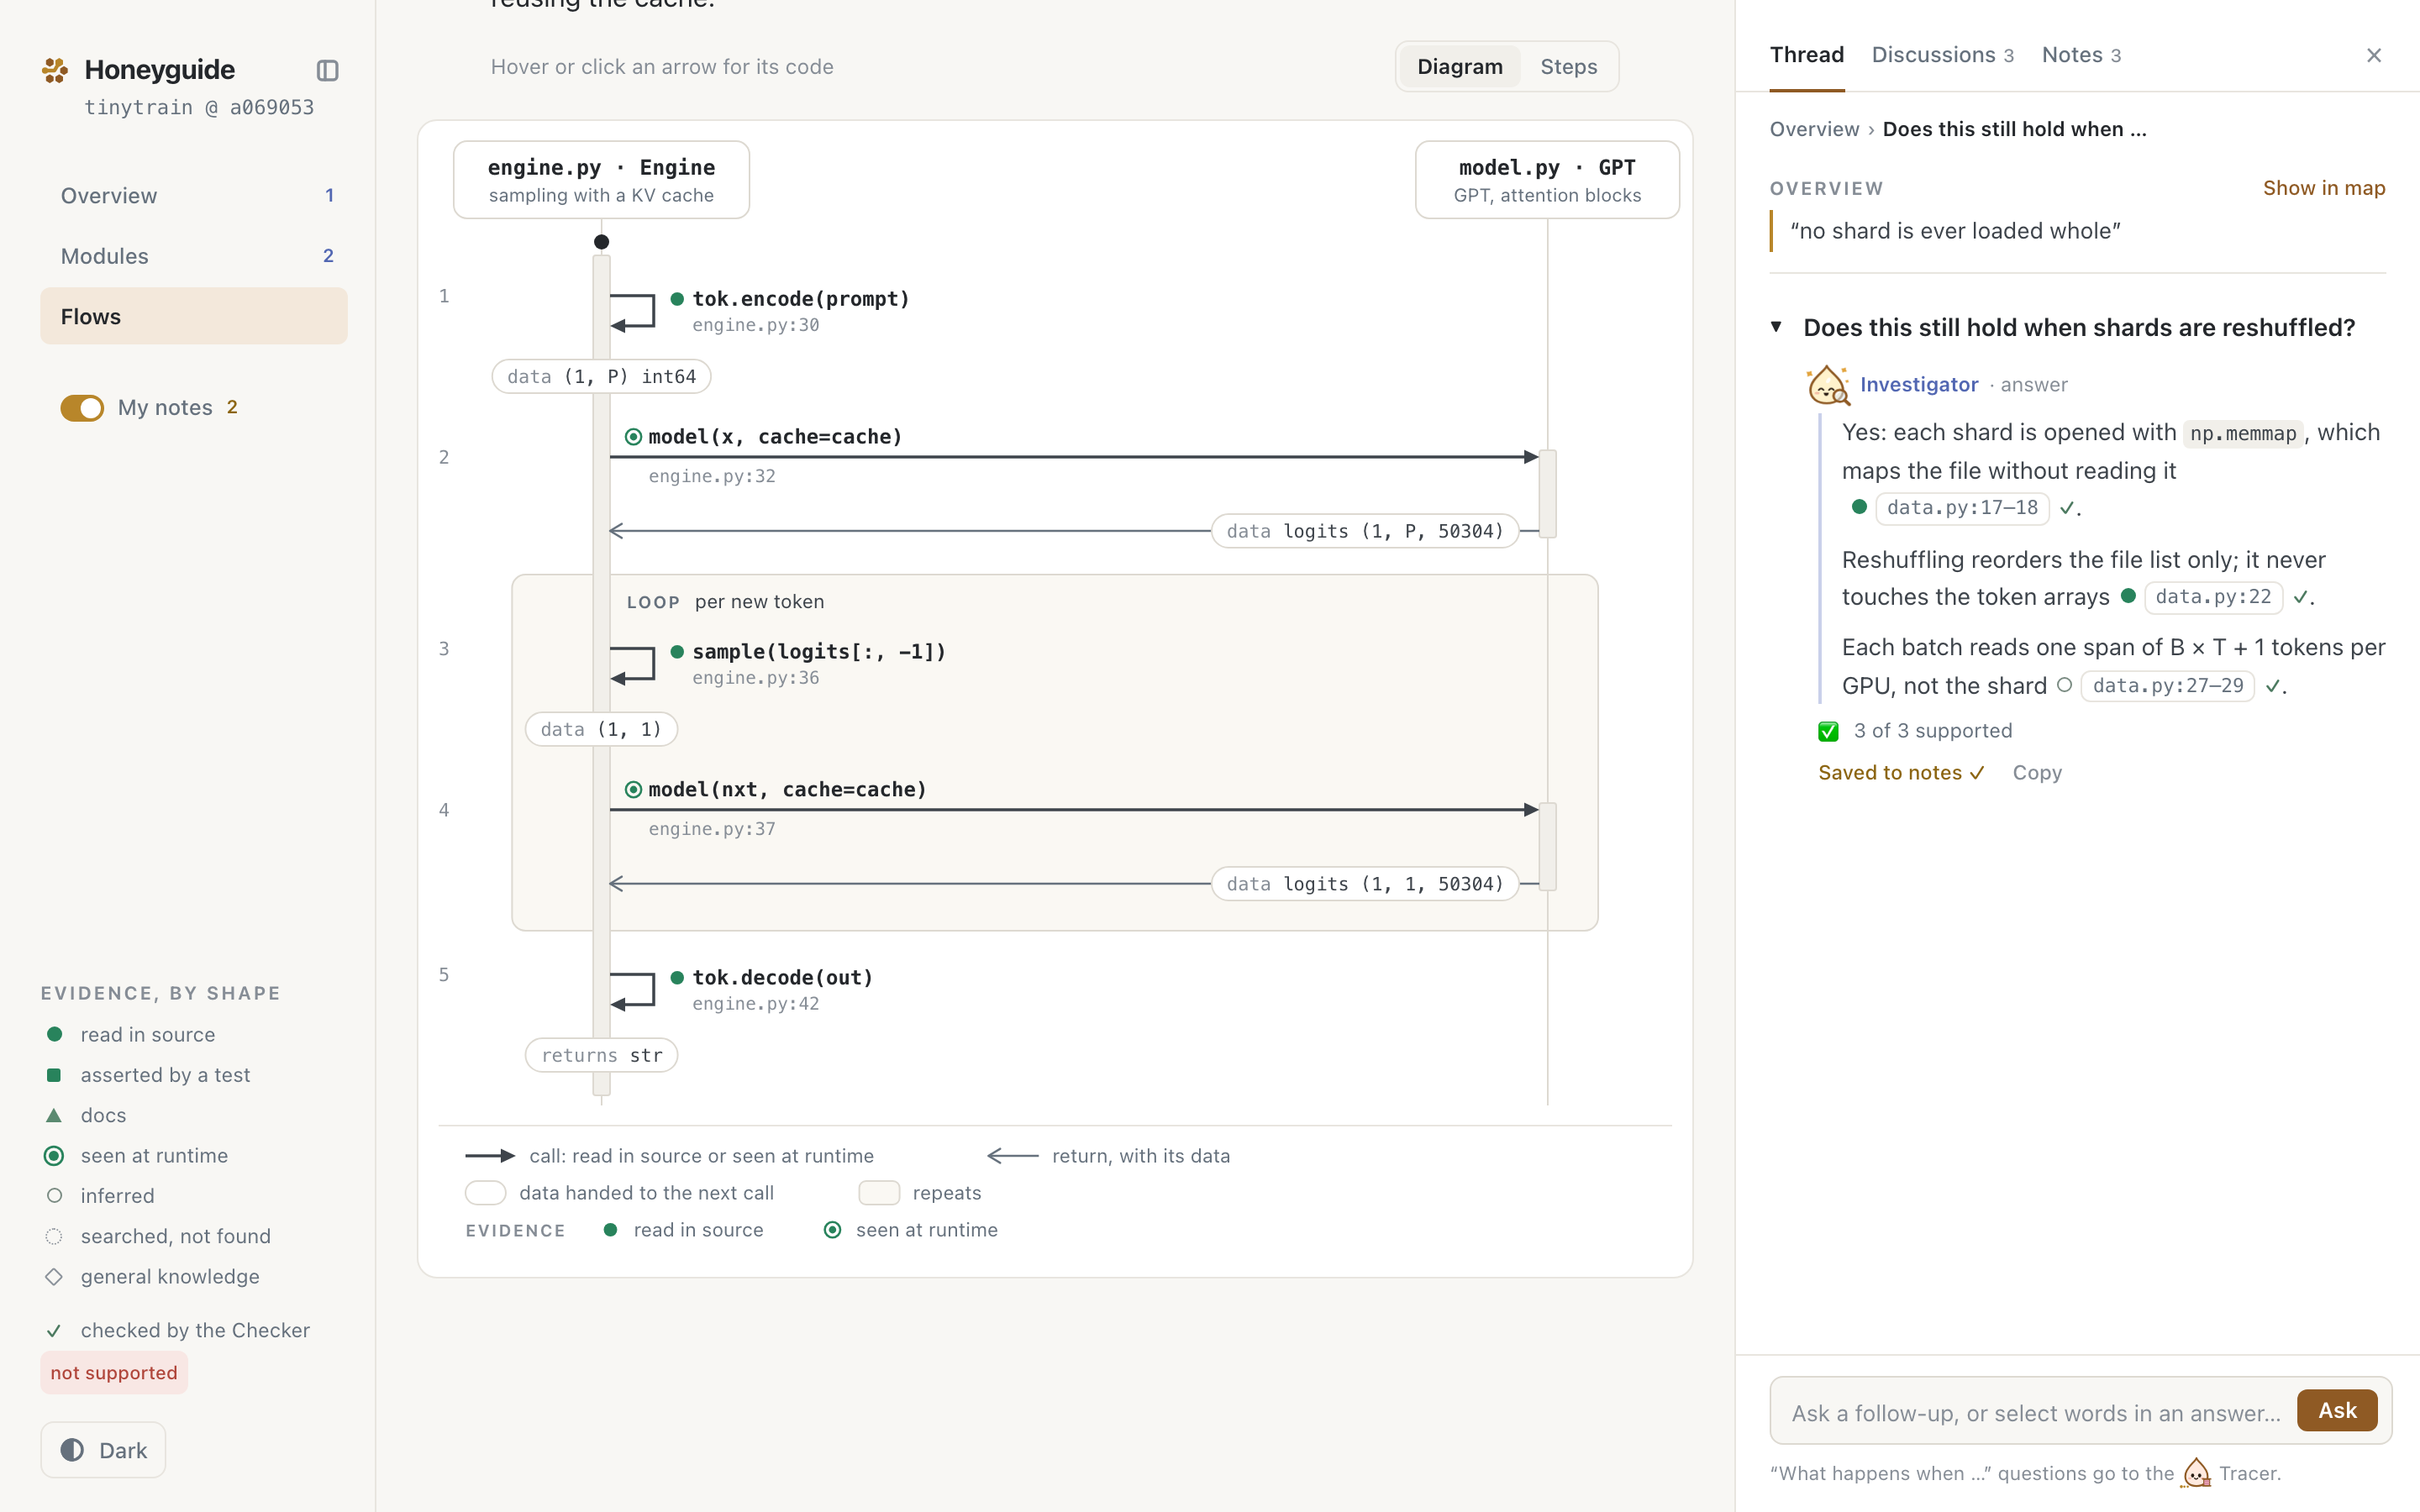 Honeyguide
tinytrain @ a069053
Overview 1
Modules 2
Flows
My notes 2
EVIDENCE, BY SHAPE
read in source
asserted by a test
docs
seen at runtime
inferred
searched, not found
general knowledge
checked by the Checker
not supported
Dark
reusing the cache.
Hover or click an arrow for its code
Diagram Steps
engine.py · Engine
sampling with a KV cache
model.py · GPT
GPT, attention blocks
1
tok.encode(prompt)
engine.py:30
data (1, P) int64
model(x, cache=cache)
2
engine.py:32
data logits (1, P, 50304)
LOOP per new token
3
sample(logits[:, −1])
engine.py:36
data (1, 1)
model(nxt, cache=cache)
4
engine.py:37
data logits (1, 1, 50304)
5
tok.decode(out)
engine.py:42
returns str
call: read in source or seen at runtime
return, with its data
data handed to the next call
repeats
EVIDENCE read in source seen at runtime
Thread Discussions 3 Notes 3 ×
Overview › Does this still hold when ...
OVERVIEW Show in map
“no shard is ever loaded whole”
▼ Does this still hold when shards are reshuffled?
Investigator · answer
Yes: each shard is opened with np.memmap, which
maps the file without reading it
data.py:17–18 ✓.
Reshuffling reorders the file list only; it never
touches the token arrays data.py:22 ✓.
Each batch reads one span of B × T + 1 tokens per
GPU, not the shard data.py:27–29 ✓.
✅ 3 of 3 supported
Saved to notes ✓ Copy
Ask a follow-up, or select words in an answer... Ask
“What happens when …” questions go to the Tracer.